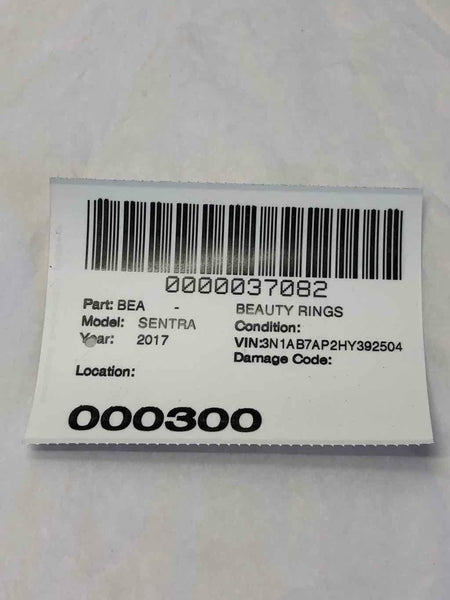 0000037082
Part: BEA - BEAUTY RINGS
Model: SENTRA Condition:
Year: 2017 VIN:3N1AB7AP2HY392504
Damage Code:
Location:
000300